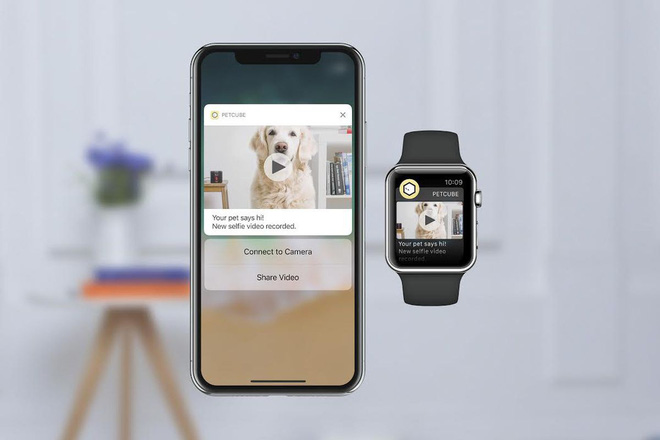 PETCUBE
Your pet says hi!
New selfie video recorded.
Connect to Camera
Share Video
10:09
PETCUBE
Your pet says hi!
New selfie video
recorded.